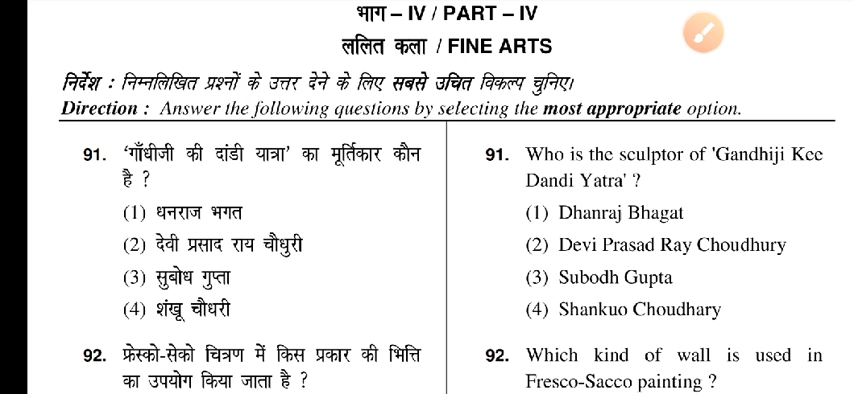 भाग – IV / PART – IV
ललित कला / FINE ARTS
निर्देश : निम्नलिखित प्रश्नों के उत्तर देने के लिए सबसे उचित विकल्प चुनिए।
Direction : Answer the following questions by selecting the most appropriate option.
91. 'गाँधीजी की दांडी यात्रा' का मूर्तिकार कौन
है ?
(1) धनराज भगत
(2) देवी प्रसाद राय चौधुरी
(3) सुबोध गुप्ता
(4) शंखू चौधरी
92. फ्रेस्को-सेको चित्रण में किस प्रकार की भित्ति
का उपयोग किया जाता है ?
91. Who is the sculptor of 'Gandhiji Kee
Dandi Yatra' ?
(1) Dhanraj Bhagat
(2) Devi Prasad Ray Choudhury
(3) Subodh Gupta
(4) Shankuo Choudhary
92. Which kind of wall is used in
Fresco-Sacco painting ?